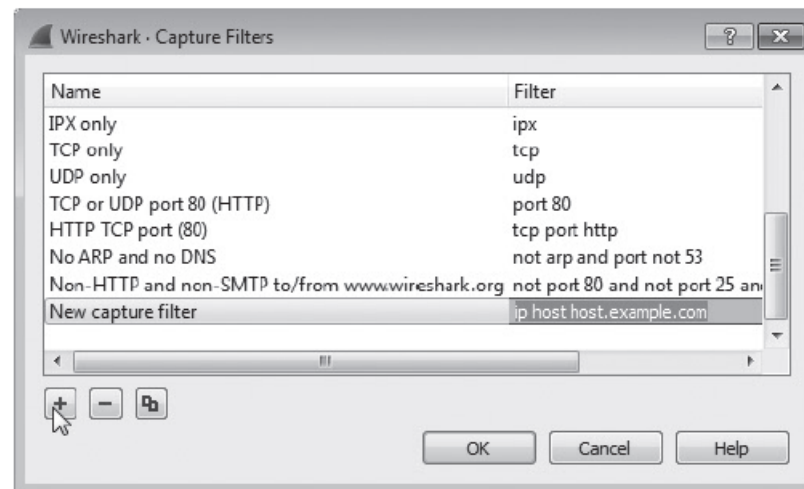 Wireshark · Capture Filters
Name Filter
IPX only ipx
TCP only tcp
UDP only udp
TCP or UDP port 80 (HTTP) port 80
HTTP TCP port (80) tcp port http
No ARP and no DNS not arp and port not 53
Non-HTTP and non-SMTP to/from www.wireshark.org not port 80 and not port 25 an
New capture filter ip host host.example.com
OK Cancel Help